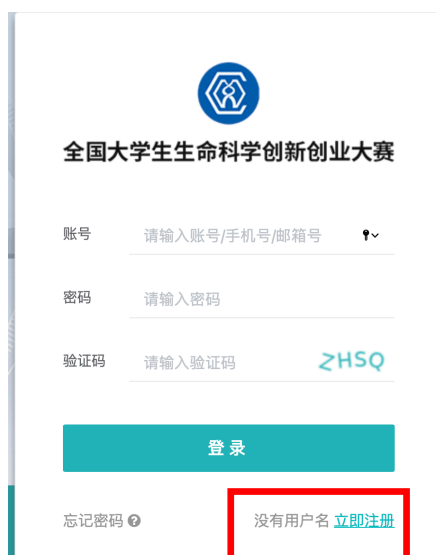 全国大学生生命科学创新创业大赛
账号 请输入账号/手机号/邮箱号
密码 请输入密码
验证码 请输入验证码 ZHSQ
登录
忘记密码 没有用户名 立即注册